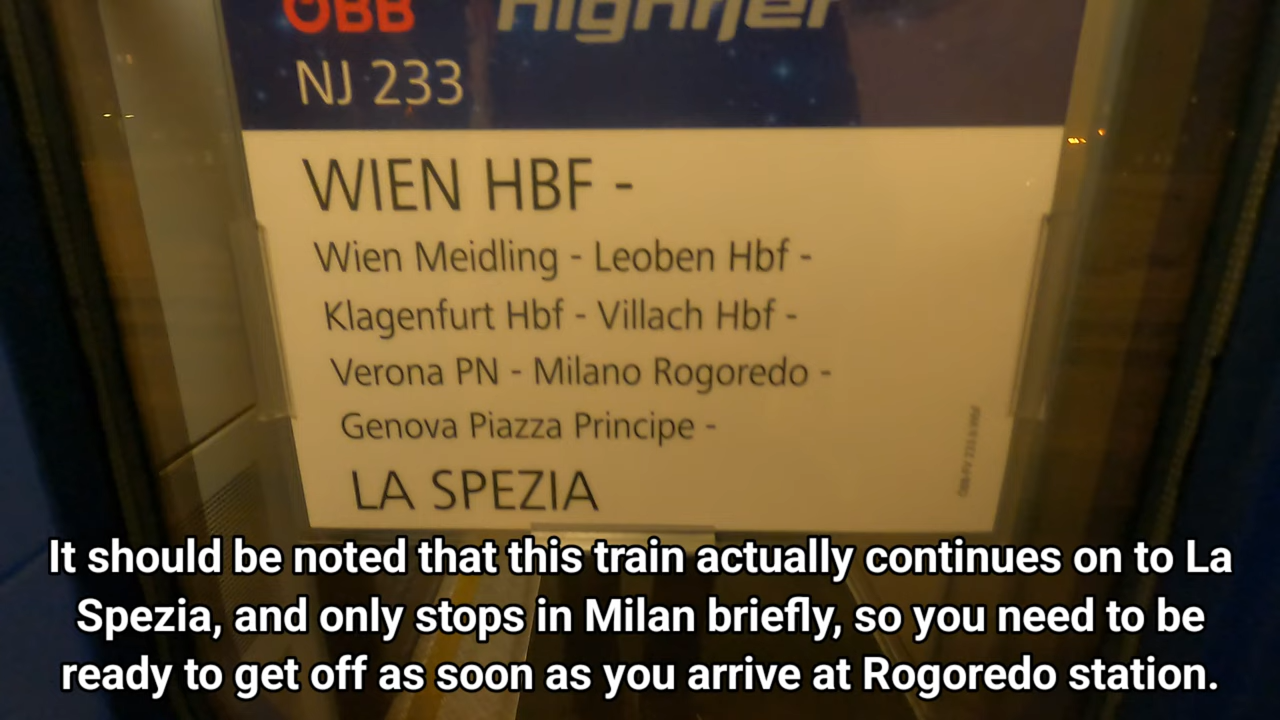 ÖBB nightjet
NJ 233
WIEN HBF -
Wien Meidling - Leoben Hbf -
Klagenfurt Hbf - Villach Hbf -
Verona PN - Milano Rogoredo -
Genova Piazza Principe -
LA SPEZIA
It should be noted that this train actually continues on to La
Spezia, and only stops in Milan briefly, so you need to be
ready to get off as soon as you arrive at Rogoredo station.